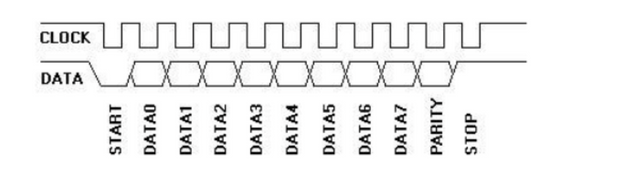 CLOCK
DATA
START
DATA0
DATA1
DATA2
DATA3
DATA4
DATA5
DATA6
DATA7
PARITY
STOP